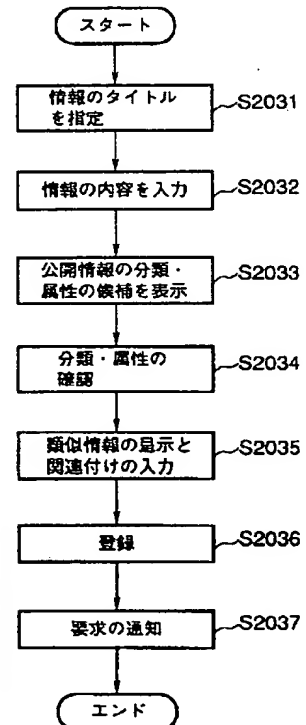 スタート
情報のタイトル
を指定
S2031
情報の内容を入力
S2032
公開情報の分類・
属性の候補を表示
S2033
分類・属性の
確認
S2034
類似情報の呈示と
関連付けの入力
S2035
登録
S2036
要求の通知
S2037
エンド